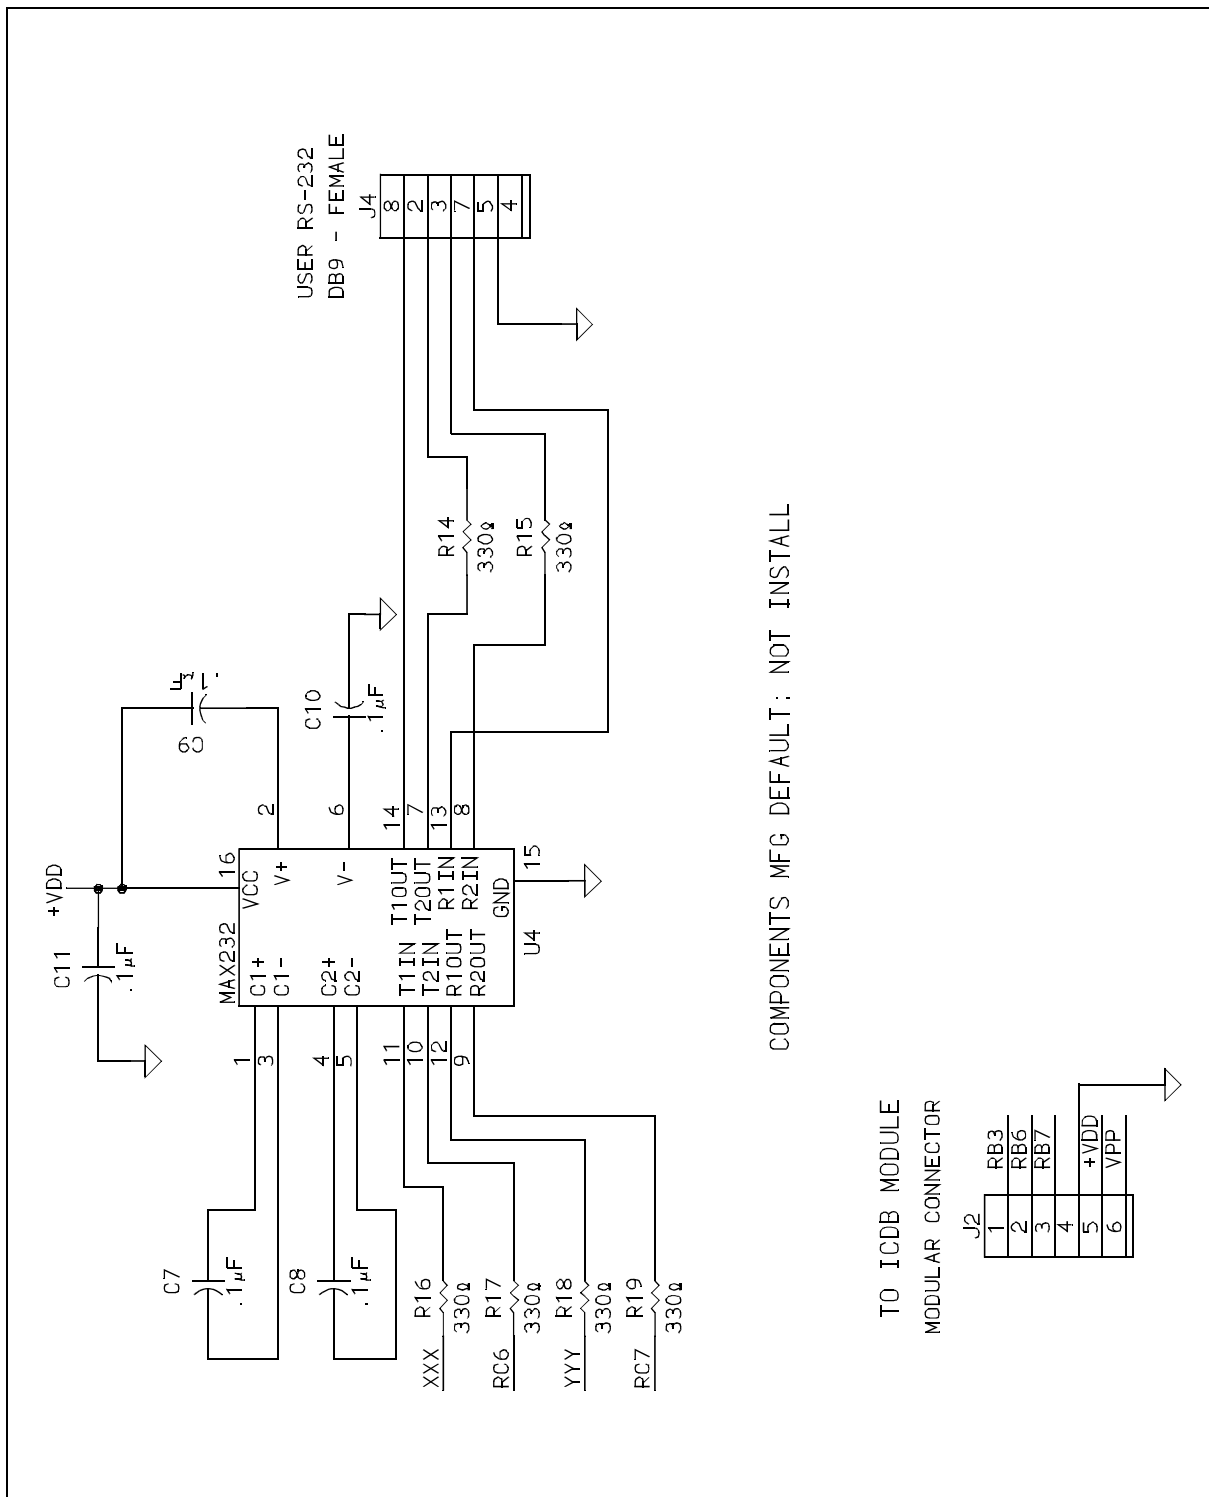 USER RS-232
DB9 - FEMALE
J4
8
2
3
7
5
4
R14
330Ω
R15
330Ω
C9
.1µF
C10
.1µF
+VDD
C11
.1µF
MAX232
16
VCC
2
V+
6
V-
14
T1OUT
7
T2OUT
13
R1IN
8
R2IN
15
GND
U4
C1+
1
C1-
3
C2+
4
C2-
5
T1IN
11
T2IN
10
R1OUT
12
R2OUT
9
C7
.1µF
C8
.1µF
XXX
R16
330Ω
RC6
R17
330Ω
YYY
R18
330Ω
RC7
R19
330Ω
COMPONENTS MFG DEFAULT: NOT INSTALL
TO ICDB MODULE
MODULAR CONNECTOR
J2
1 RB3
2 RB6
3 RB7
4
5 +VDD
6 VPP